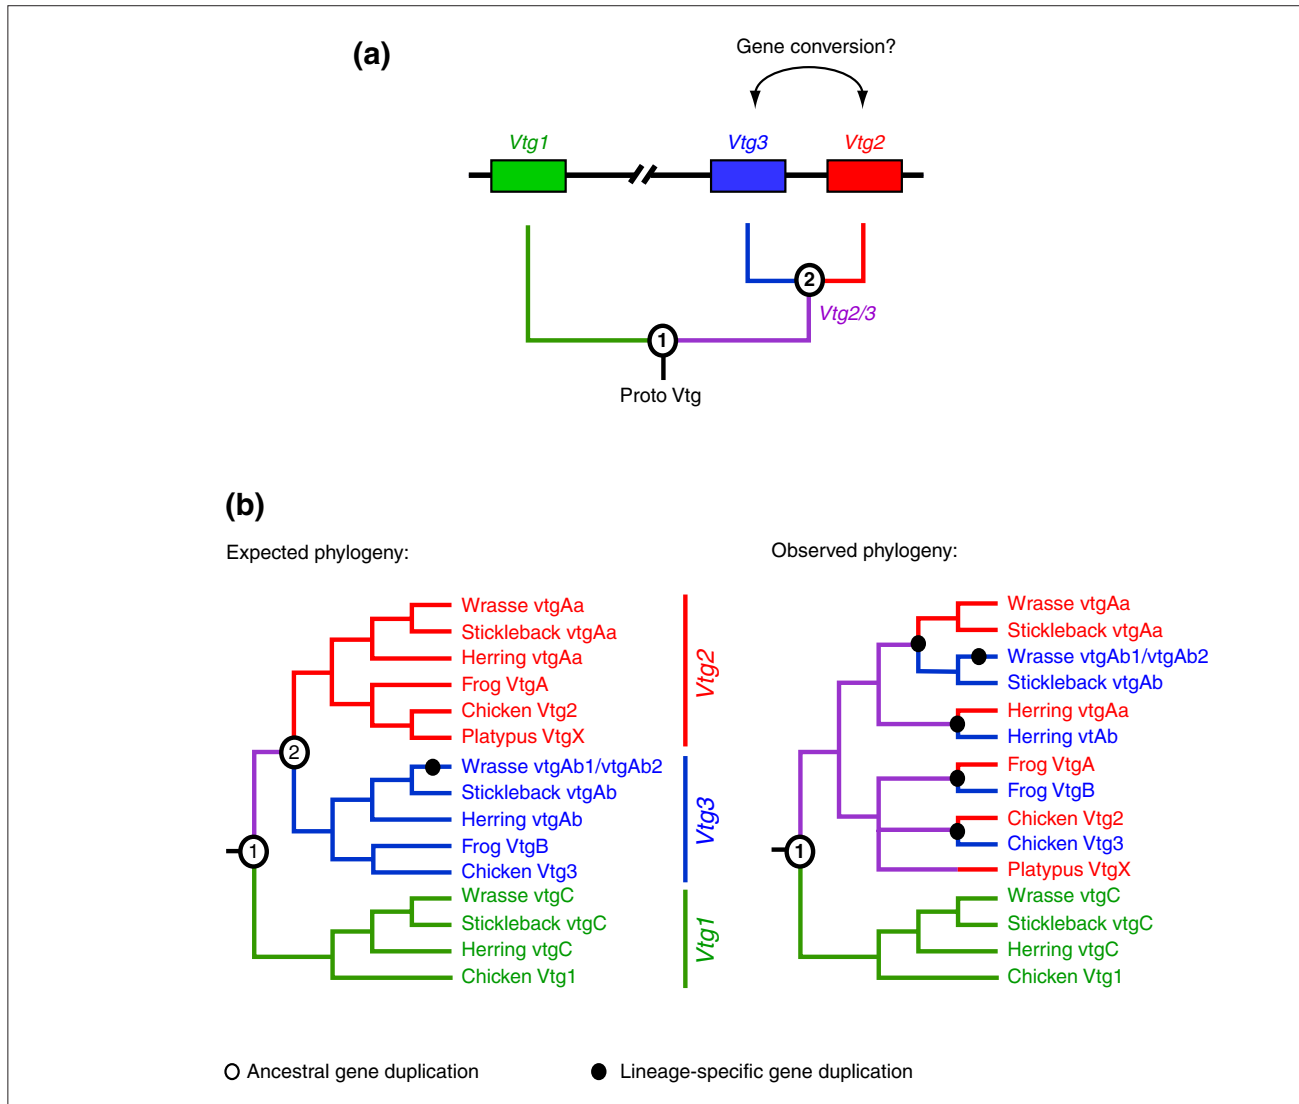 (a)
Gene conversion?
Vtg1
Vtg3
Vtg2
2
Vtg2/3
1
Proto Vtg
(b)
Expected phylogeny:
Wrasse vtgAa
Stickleback vtgAa
Herring vtgAa
Frog VtgA
Chicken Vtg2
Platypus VtgX
Vtg2
2
Wrasse vtgAb1/vtgAb2
Stickleback vtgAb
Herring vtgAb
Frog VtgB
Chicken Vtg3
Vtg3
1
Wrasse vtgC
Stickleback vtgC
Herring vtgC
Chicken Vtg1
Vtg1
Observed phylogeny:
Wrasse vtgAa
Stickleback vtgAa
Wrasse vtgAb1/vtgAb2
Stickleback vtgAb
Herring vtgAa
Herring vtAb
Frog VtgA
Frog VtgB
Chicken Vtg2
Chicken Vtg3
Platypus VtgX
1
Wrasse vtgC
Stickleback vtgC
Herring vtgC
Chicken Vtg1
Ancestral gene duplication
Lineage-specific gene duplication